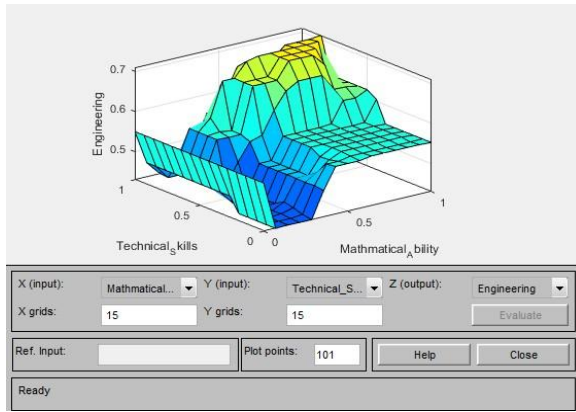 0.7
0.6
0.5
Engineering
1
0.5
0
0
0.5
1
Technical_Skills
Mathmatical_Ability
X (input):
Mathmatical...
Y (input):
Technical_S...
Z (output):
Engineering
X grids:
15
Y grids:
15
Evaluate
Ref. Input:
Plot points:
101
Help
Close
Ready